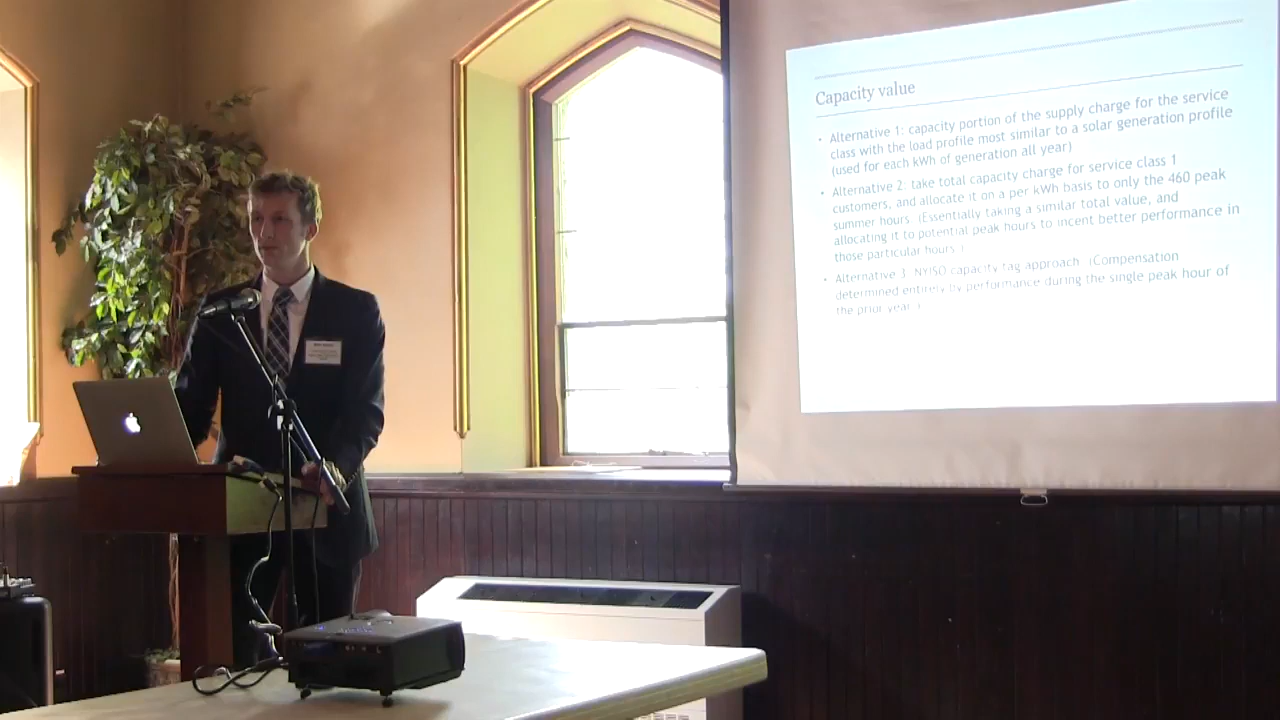 Capacity value
• Alternative 1: capacity portion of the supply charge for the service
class with the load profile most similar to a solar generation profile
(used for each kWh of generation all year)
• Alternative 2: take total capacity charge for service class 1
customers, and allocate it on a per kWh basis to only the 460 peak
summer hours. (Essentially taking a similar total value, and
allocating it to potential peak hours to incent better performance in
those particular hours.)
• Alternative 3: NYISO capacity tag approach. (Compensation
determined entirely by performance during the single peak hour of
the prior year.)